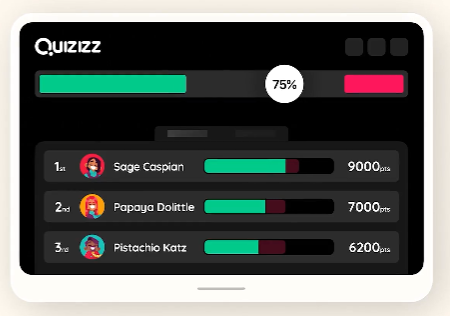 QUIZIZZ
75%
1st Sage Caspian 9000pts
2nd Papaya Dolittle 7000pts
3rd Pistachio Katz 6200pts